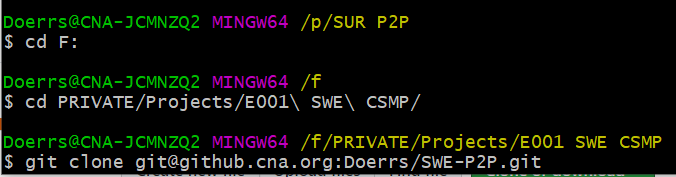 Doerrs@CNA-JCMNZQ2 MINGW64 /p/SUR P2P
$ cd F:
Doerrs@CNA-JCMNZQ2 MINGW64 /f
$ cd PRIVATE/Projects/E001\ SWE\ CSMP/
Doerrs@CNA-JCMNZQ2 MINGW64 /f/PRIVATE/Projects/E001 SWE CSMP
$ git clone git@github.cna.org:Doerrs/SWE-P2P.git